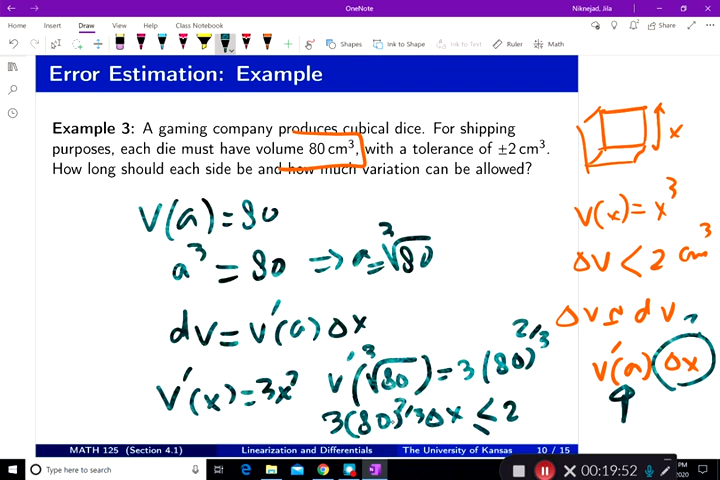 OneNote
Niknejad, Jila
Home Insert Draw View Help Class Notebook
Share
Shapes Ink to Shape Ink to Text Ruler Math
Error Estimation: Example
Example 3: A gaming company produces cubical dice. For shipping
purposes, each die must have volume 80 cm³, with a tolerance of ±2 cm³.
How long should each side be and how much variation can be allowed?
V(a) = 80
a³ = 80 ⇒ a = ∛80
dV = V'(a) Δx
V'(x) = 3x² V'(∛80) = 3(80)^2/3
3(80)^2/3 Δx < 2
x
V(x) = x³
ΔV < 2 cm³
ΔV ≈ dV =
V'(a) Δx
MATH 125 (Section 4.1) Linearization and Differentials The University of Kansas 10 / 15
Type here to search
00:19:52
PM
2020